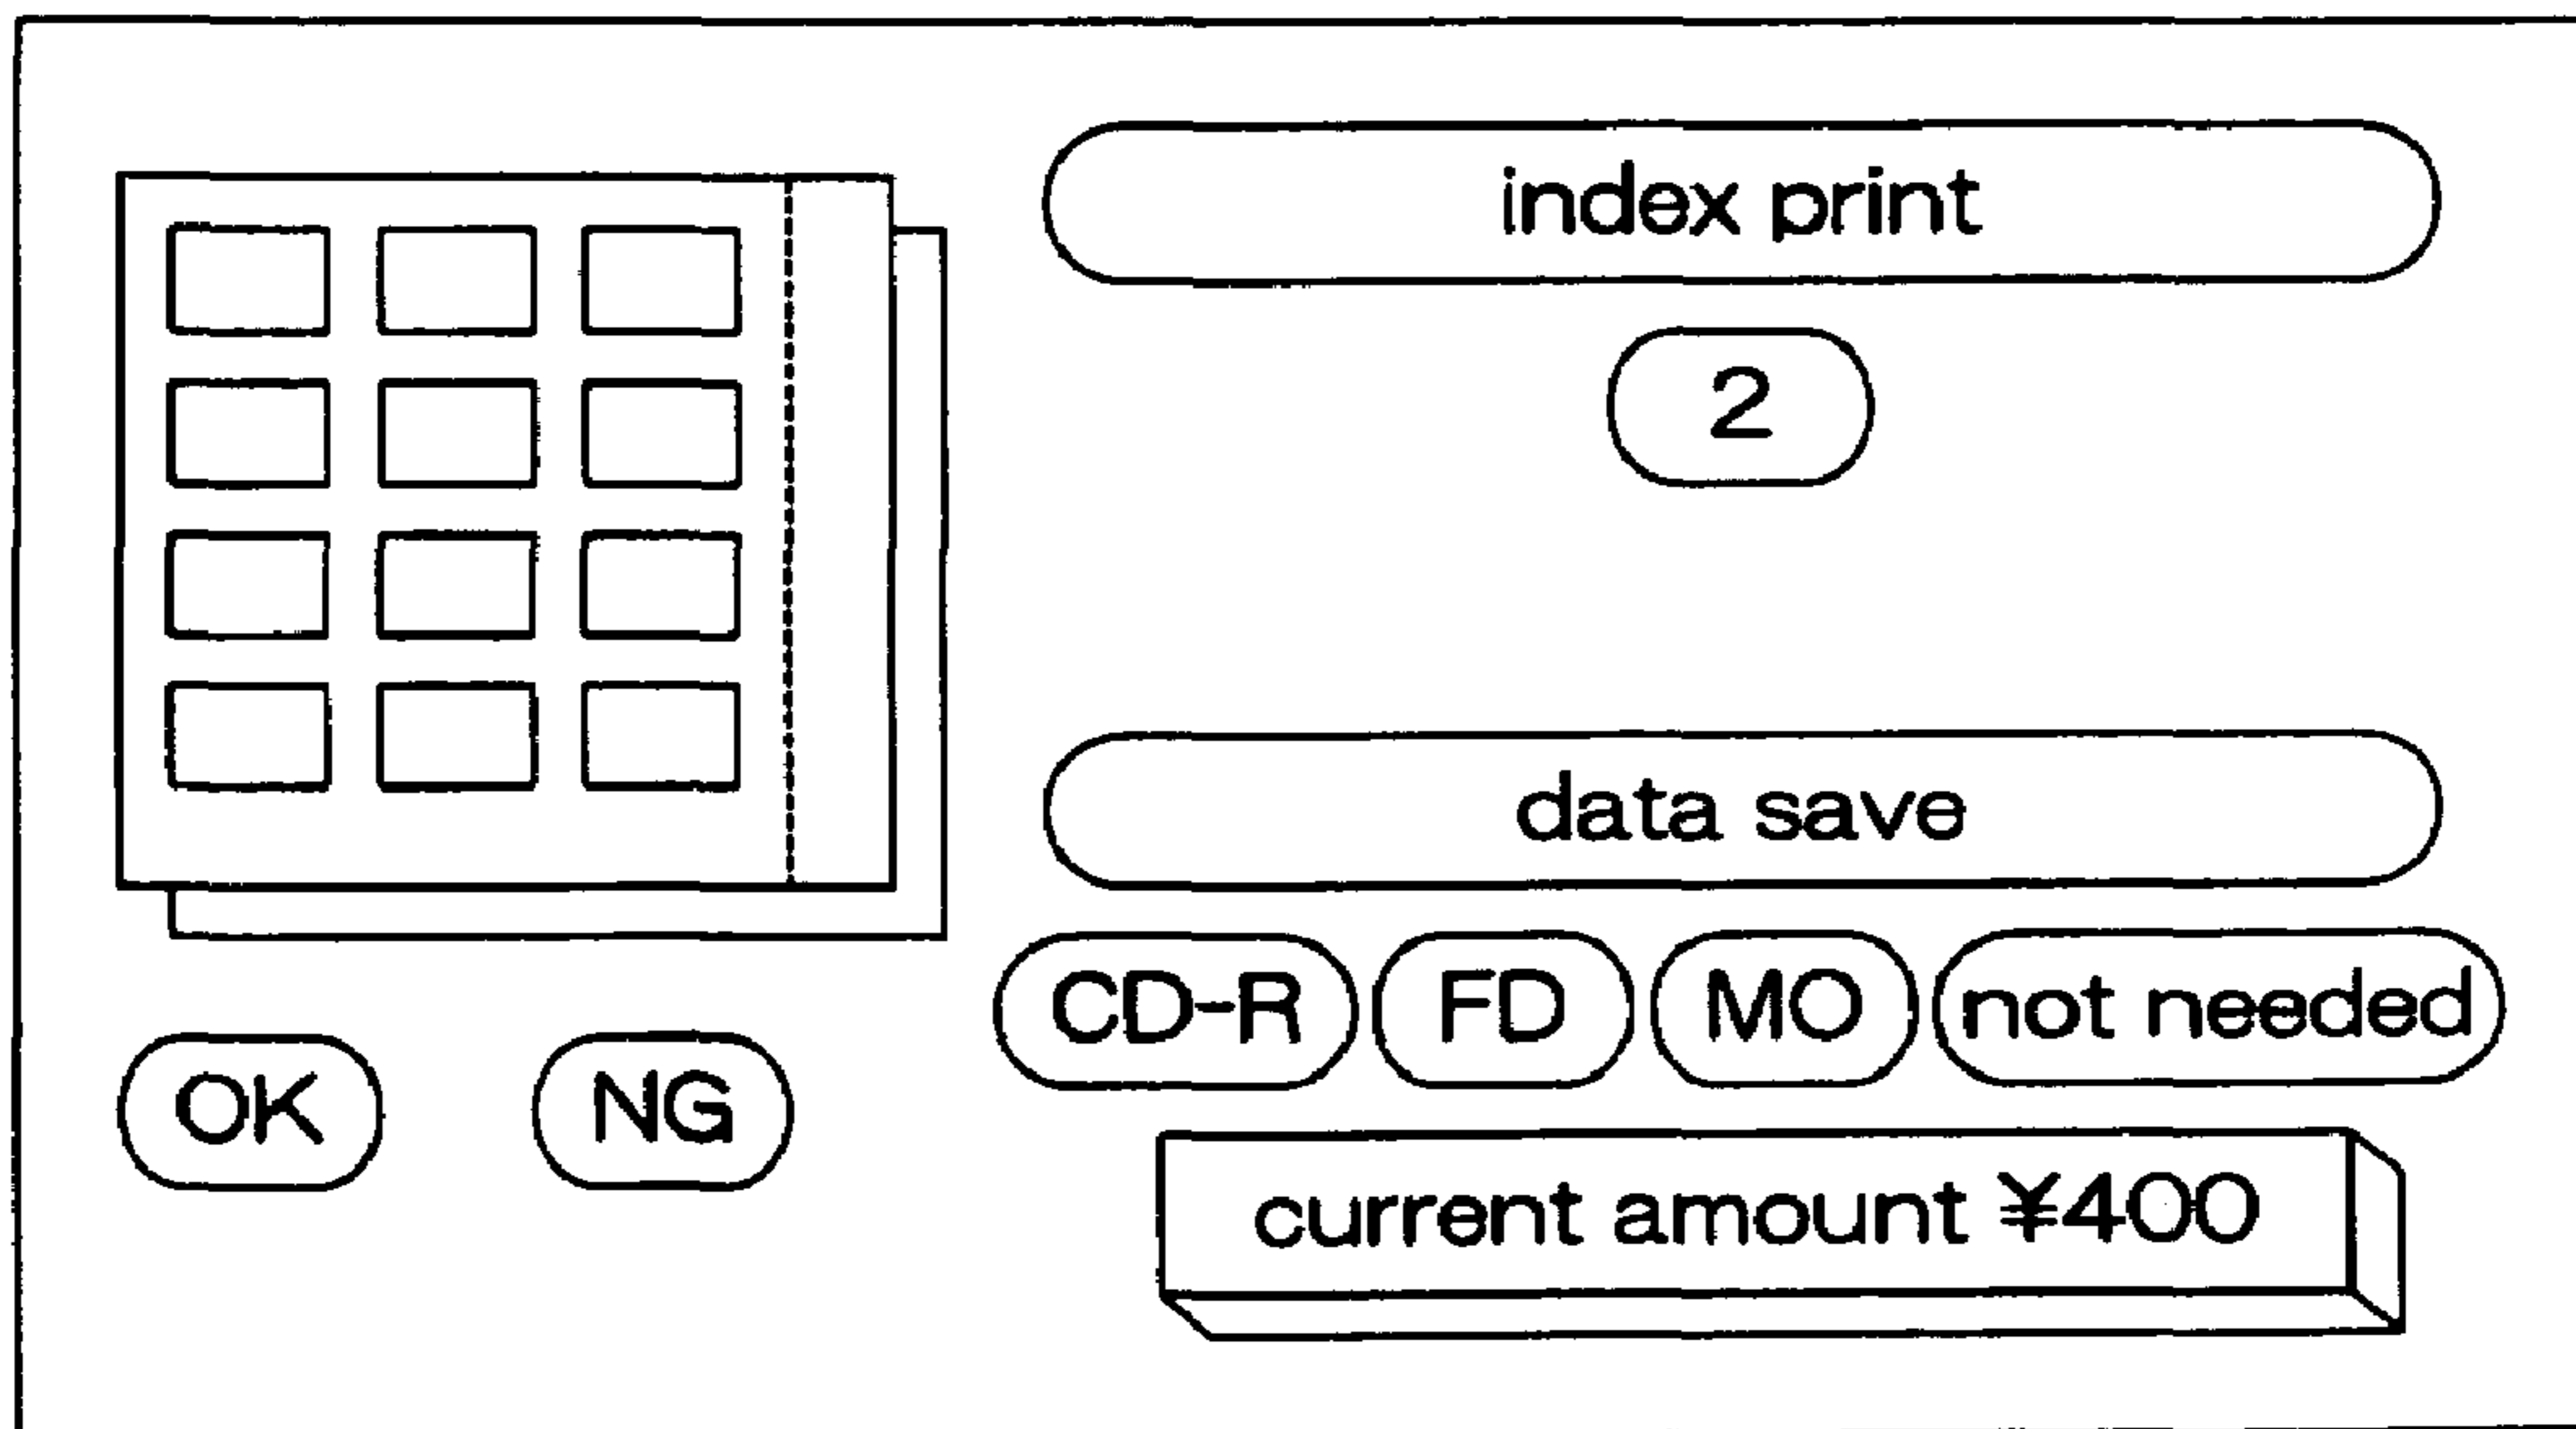 index print
2
data save
CD-R FD MO not needed
OK NG
current amount ¥400